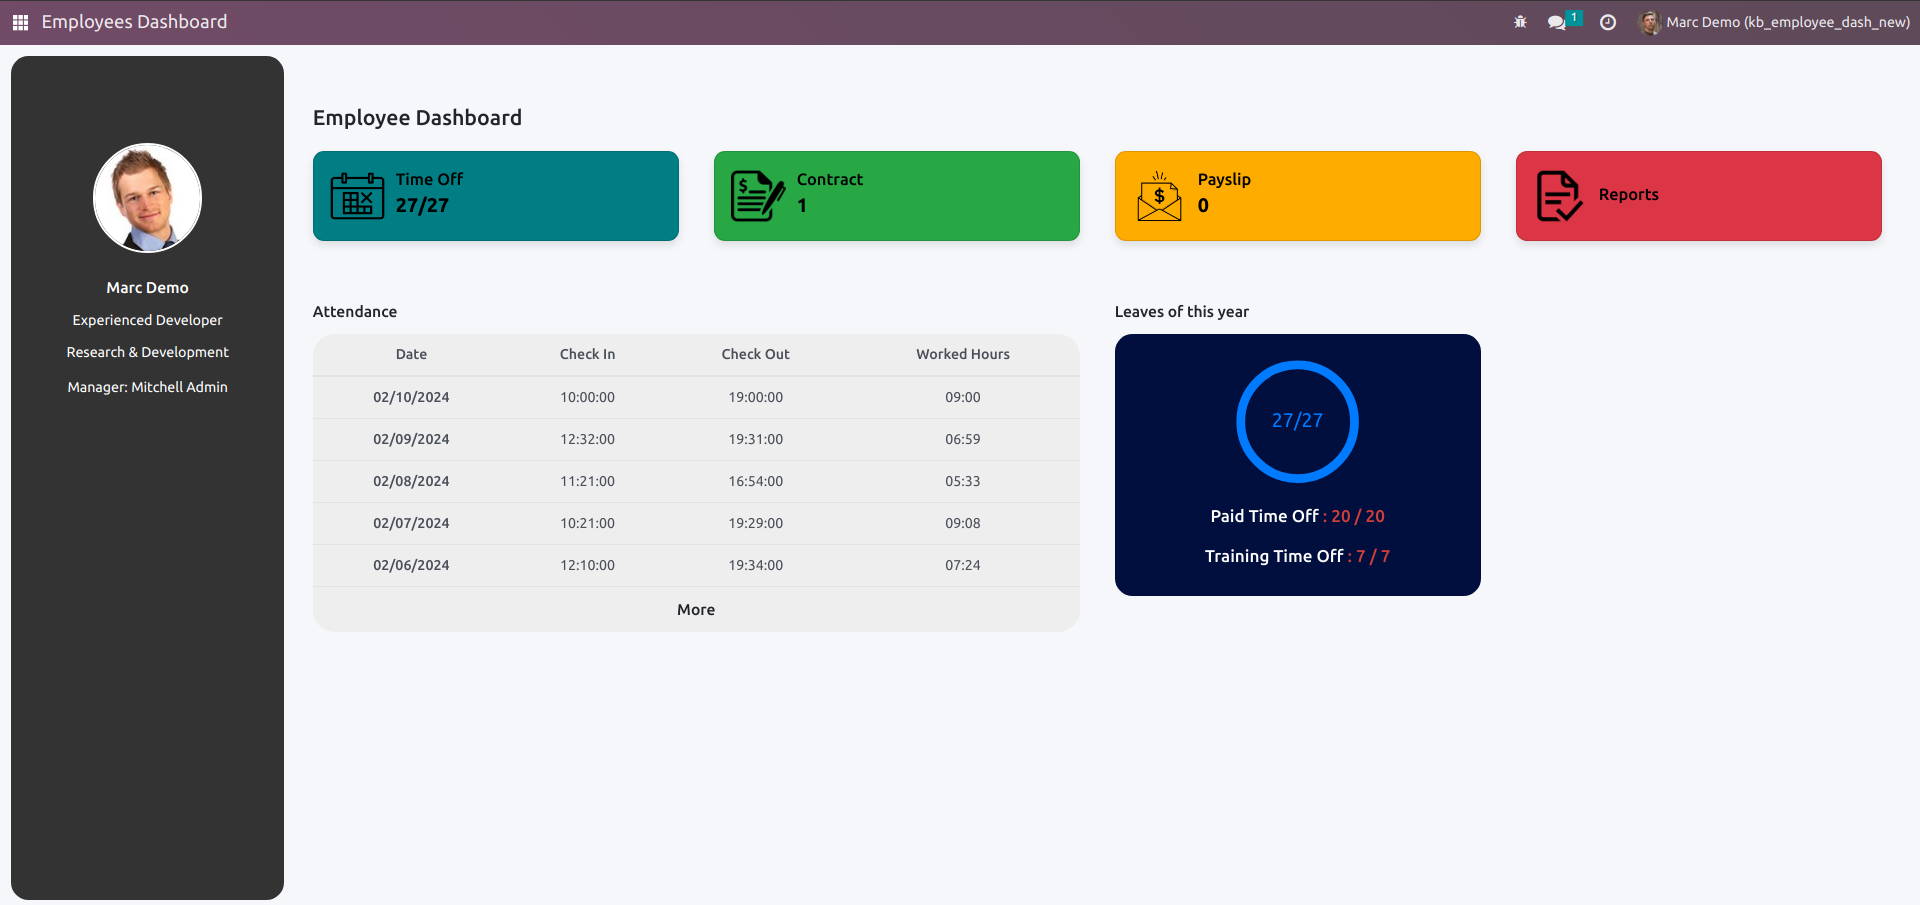 Employees Dashboard
1
Marc Demo (kb_employee_dash_new)
Marc Demo
Experienced Developer
Research & Development
Manager: Mitchell Admin
Employee Dashboard
Time Off
27/27
$
Contract
1
$
Payslip
0
Reports
Attendance
Date Check In Check Out Worked Hours
02/10/2024 10:00:00 19:00:00 09:00
02/09/2024 12:32:00 19:31:00 06:59
02/08/2024 11:21:00 16:54:00 05:33
02/07/2024 10:21:00 19:29:00 09:08
02/06/2024 12:10:00 19:34:00 07:24
More
Leaves of this year
27/27
Paid Time Off : 20 / 20
Training Time Off : 7 / 7